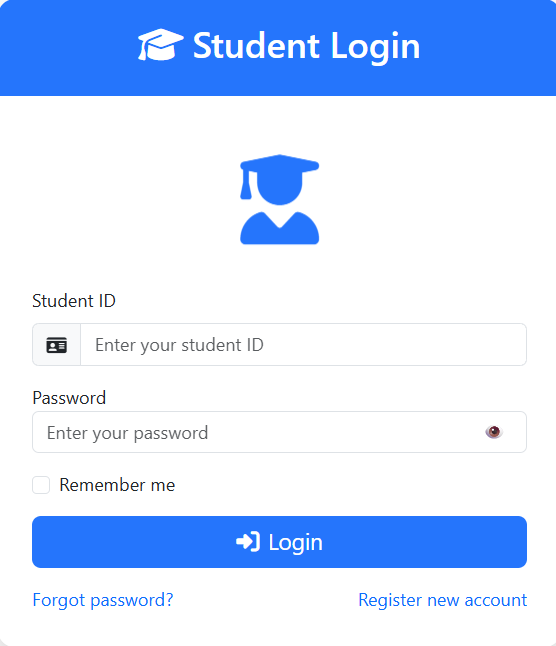 Student Login
Student ID
Enter your student ID
Password
Enter your password
Remember me
Login
Forgot password? Register new account